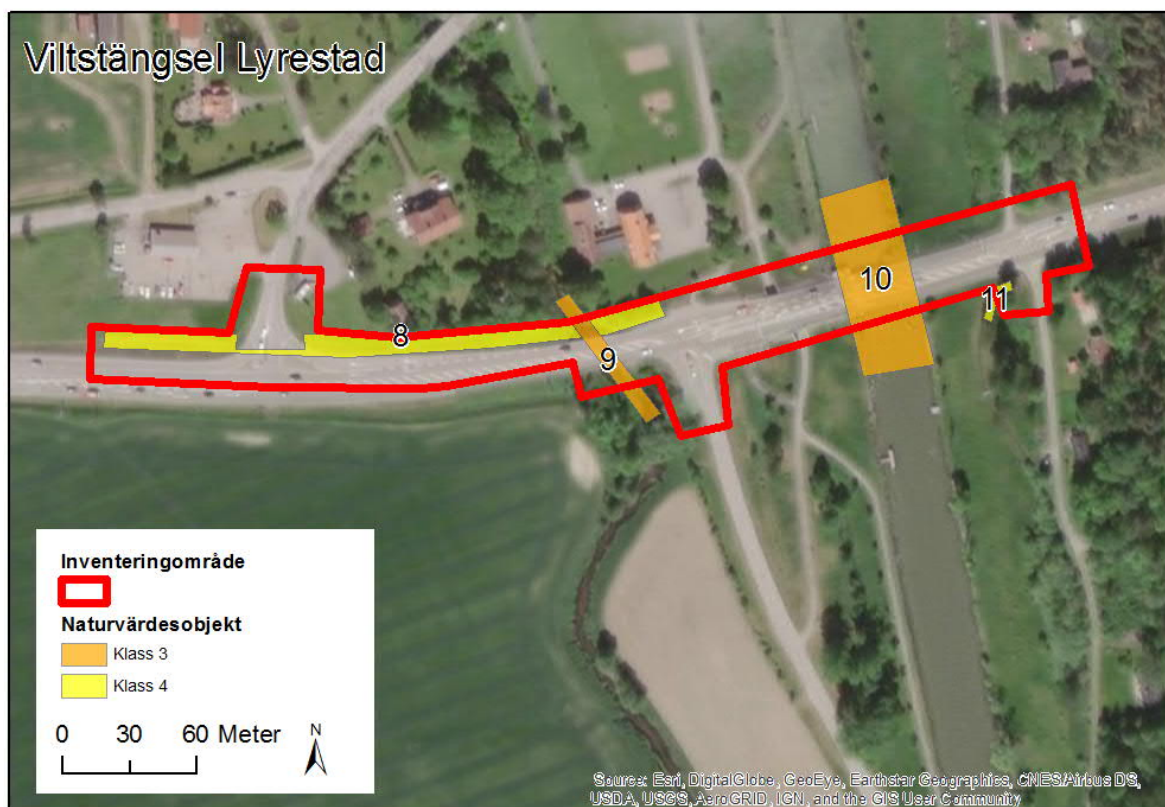 Viltstängsel Lyrestad
10
11
8
9
Inventeringområde
Naturvärdesobjekt
Klass 3
Klass 4
0 30 60 Meter
N
Source: Esri, DigitalGlobe, GeoEye, Earthstar Geographics, CNES/Airbus DS,
USDA, USGS, AeroGRID, IGN, and the GIS User Community